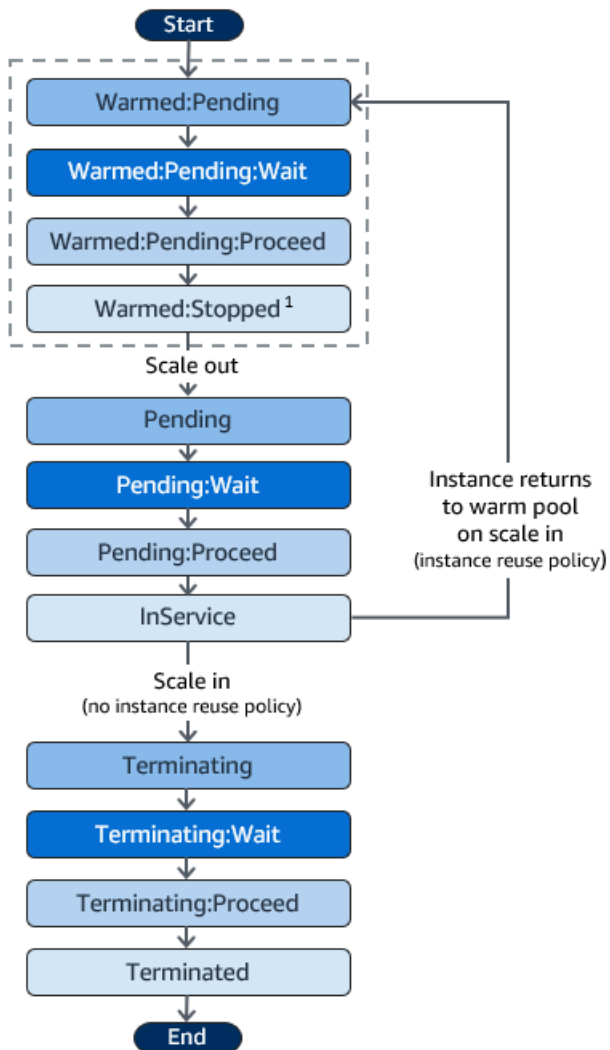 Start
Warmed:Pending
Warmed:Pending:Wait
Warmed:Pending:Proceed
Warmed:Stopped¹
Scale out
Pending
Pending:Wait
Pending:Proceed
InService
Instance returns
to warm pool
on scale in
(instance reuse policy)
Scale in
(no instance reuse policy)
Terminating
Terminating:Wait
Terminating:Proceed
Terminated
End